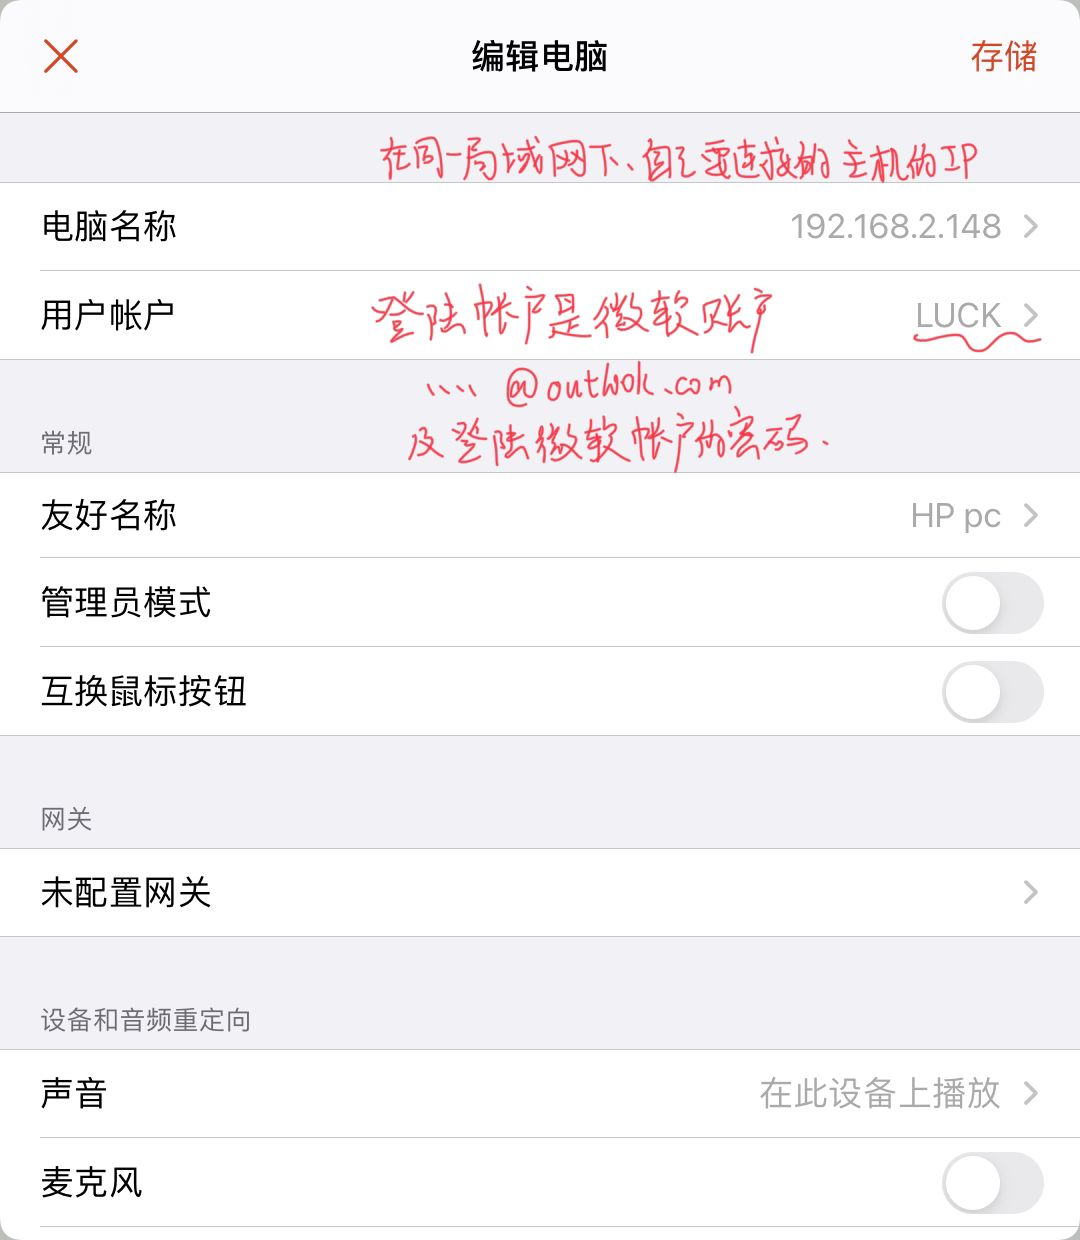 编辑电脑
存储
在同一局域网下、自己要连接的主机的IP
电脑名称
192.168.2.148
用户帐户
登陆帐户是微软账户
LUCK
..... @outlook.com
及登陆微软帐户的密码.
常规
友好名称
HP pc
管理员模式
互换鼠标按钮
网关
未配置网关
设备和音频重定向
声音
在此设备上播放
麦克风